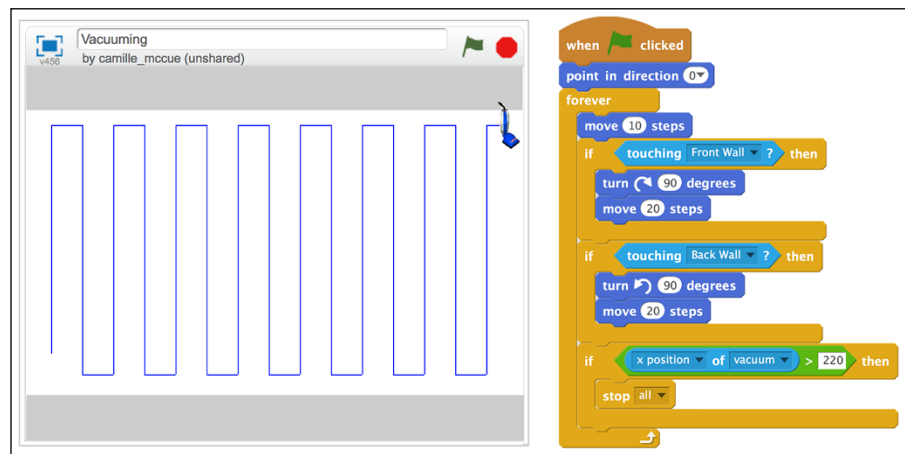 Vacuuming
v456
by camille_mccue (unshared)
when clicked
point in direction 0
forever
move 10 steps
if touching Front Wall ? then
turn 90 degrees
move 20 steps
if touching Back Wall ? then
turn 90 degrees
move 20 steps
if x position of vacuum > 220 then
stop all